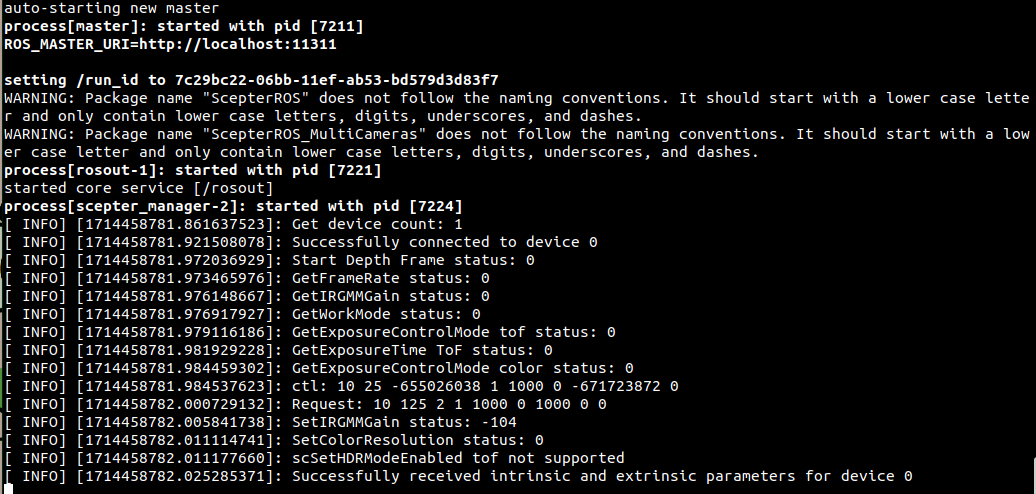 auto-starting new master
process[master]: started with pid [7211]
ROS_MASTER_URI=http://localhost:11311
setting /run_id to 7c29bc22-06bb-11ef-ab53-bd579d3d83f7
WARNING: Package name "ScepterROS" does not follow the naming conventions. It should start with a lower case lette
r and only contain lower case letters, digits, underscores, and dashes.
WARNING: Package name "ScepterROS_MultiCameras" does not follow the naming conventions. It should start with a low
er case letter and only contain lower case letters, digits, underscores, and dashes.
process[rosout-1]: started with pid [7221]
started core service [/rosout]
process[scepter_manager-2]: started with pid [7224]
[ INFO] [1714458781.861637523]: Get device count: 1
[ INFO] [1714458781.921508078]: Successfully connected to device 0
[ INFO] [1714458781.972036929]: Start Depth Frame status: 0
[ INFO] [1714458781.973465976]: GetFrameRate status: 0
[ INFO] [1714458781.976148667]: GetIRGMMGain status: 0
[ INFO] [1714458781.976917927]: GetWorkMode status: 0
[ INFO] [1714458781.979116186]: GetExposureControlMode tof status: 0
[ INFO] [1714458781.981929228]: GetExposureTime ToF status: 0
[ INFO] [1714458781.984459302]: GetExposureControlMode color status: 0
[ INFO] [1714458781.984537623]: ctl: 10 25 -655026038 1 1000 0 -671723872 0
[ INFO] [1714458782.000729132]: Request: 10 125 2 1 1000 0 1000 0 0
[ INFO] [1714458782.005841738]: SetIRGMMGain status: -104
[ INFO] [1714458782.011114741]: SetColorResolution status: 0
[ INFO] [1714458782.011177660]: scSetHDRModeEnabled tof not supported
[ INFO] [1714458782.025285371]: Successfully received intrinsic and extrinsic parameters for device 0